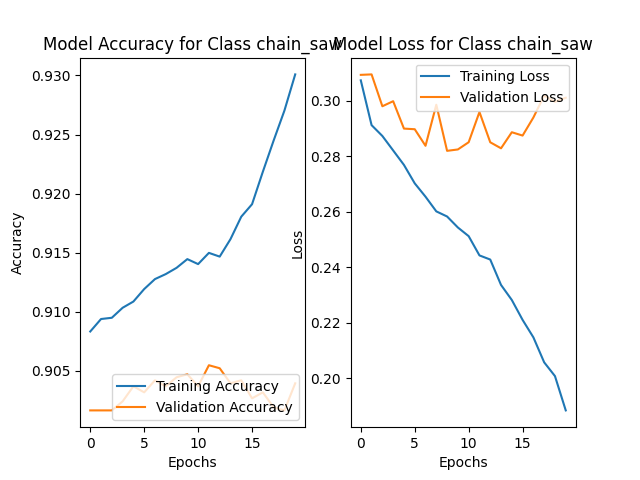 Model Accuracy for Class chain_saw
0.930
0.925
0.920
0.915
0.910
0.905
Accuracy
Training Accuracy
Validation Accuracy
0
5
10
15
Epochs
Model Loss for Class chain_saw
0.30
0.28
0.26
0.24
0.22
0.20
Loss
Training Loss
Validation Loss
0
5
10
15
Epochs